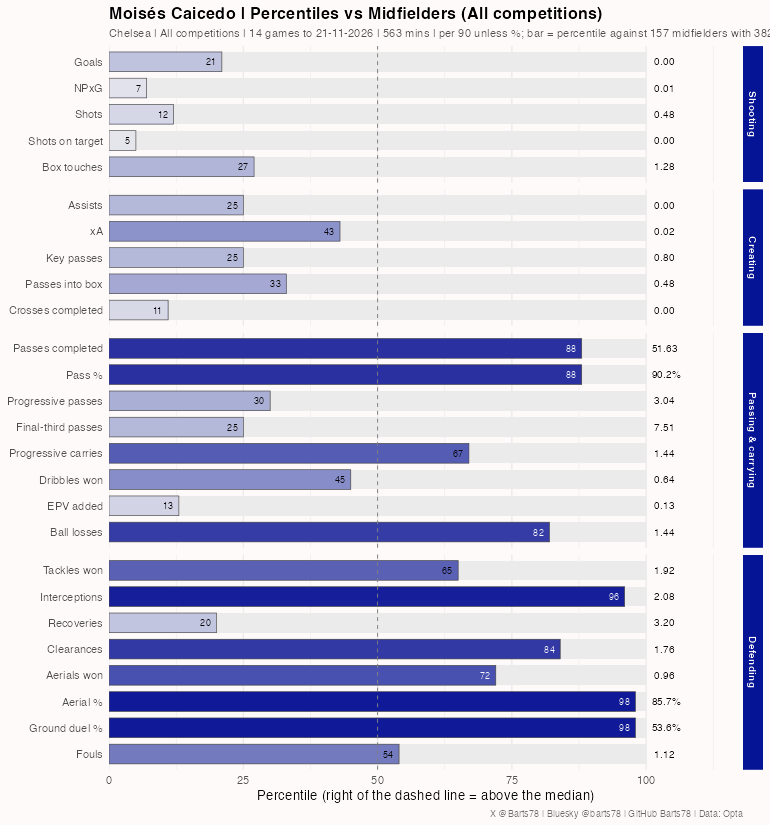 Moisés Caicedo | Percentiles vs Midfielders (All competitions)
Chelsea | All competitions | 14 games to 21-11-2026 | 563 mins | per 90 unless %; bar = percentile against 157 midfielders with 382
Goals 21 0.00
NPxG 7 0.01
Shots 12 0.48
Shots on target 5 0.00
Box touches 27 1.28
Shooting
Assists 25 0.00
xA 43 0.02
Key passes 25 0.80
Passes into box 33 0.48
Crosses completed 11 0.00
Creating
Passes completed 88 51.63
Pass % 88 90.2%
Progressive passes 30 3.04
Final-third passes 25 7.51
Progressive carries 67 1.44
Dribbles won 45 0.64
EPV added 13 0.13
Ball losses 82 1.44
Passing & carrying
Tackles won 65 1.92
Interceptions 96 2.08
Recoveries 20 3.20
Clearances 84 1.76
Aerials won 72 0.96
Aerial % 98 85.7%
Ground duel % 98 53.6%
Fouls 54 1.12
Defending
0 25 50 75 100
Percentile (right of the dashed line = above the median)
X @Barts78 | Bluesky @barts78 | GitHub Barts78 | Data: Opta